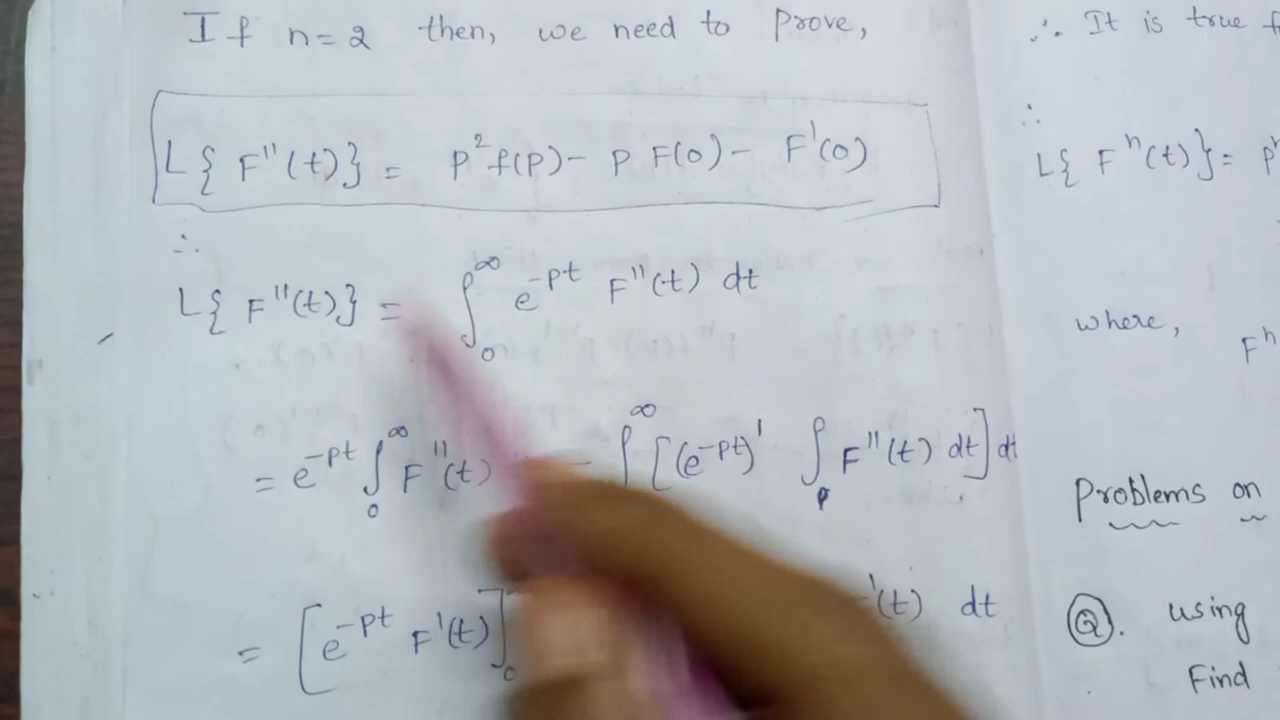 If n=2 then, we need to prove,
L{ F''(t)} = p²f(p)- p F(0) - F'(0)
∴
L{ F''(t)} = ∫₀^∞ e^-pt F''(t) dt
= e^-pt ∫₀^∞ F''(t) - ∫^∞ [(e^-pt)' ∫ F''(t) dt] dt
= [e^-pt F'(t)]₀ '(t) dt
∴ It is true
∴
L{ F^n(t)} =
where,
F^n
Problems on
Q. using
Find